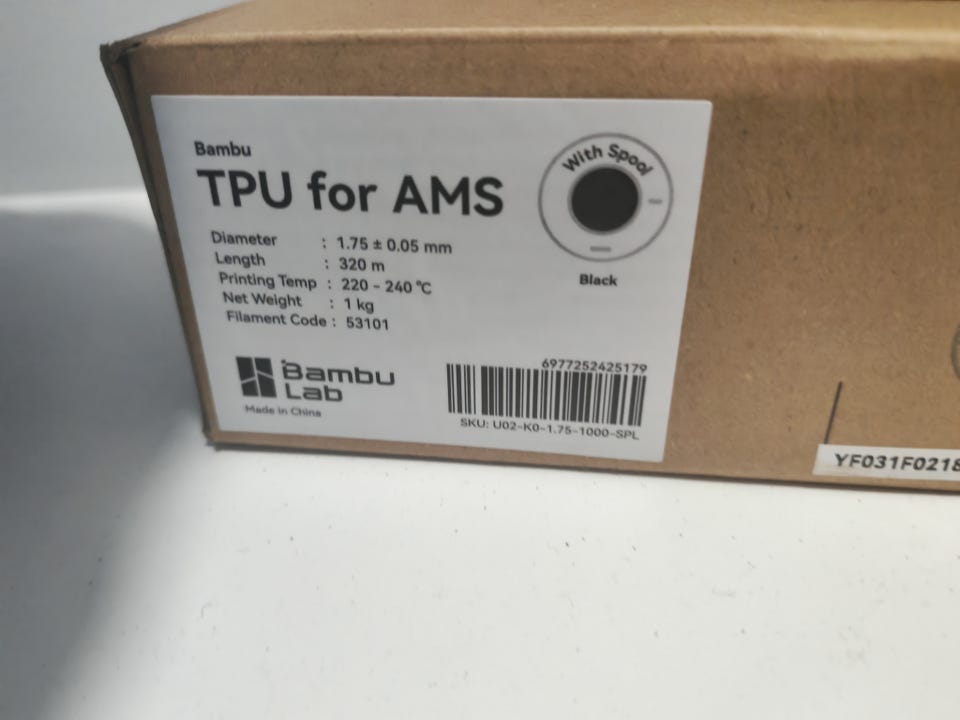 Bambu
TPU for AMS
With Spool
Black
Diameter : 1.75 ± 0.05 mm
Length : 320 m
Printing Temp : 220 - 240 °C
Net Weight : 1 kg
Filament Code : 53101
Bambu
Lab
Made in China
6977252425179
SKU: U02-K0-1.75-1000-SPL
YF031F0218